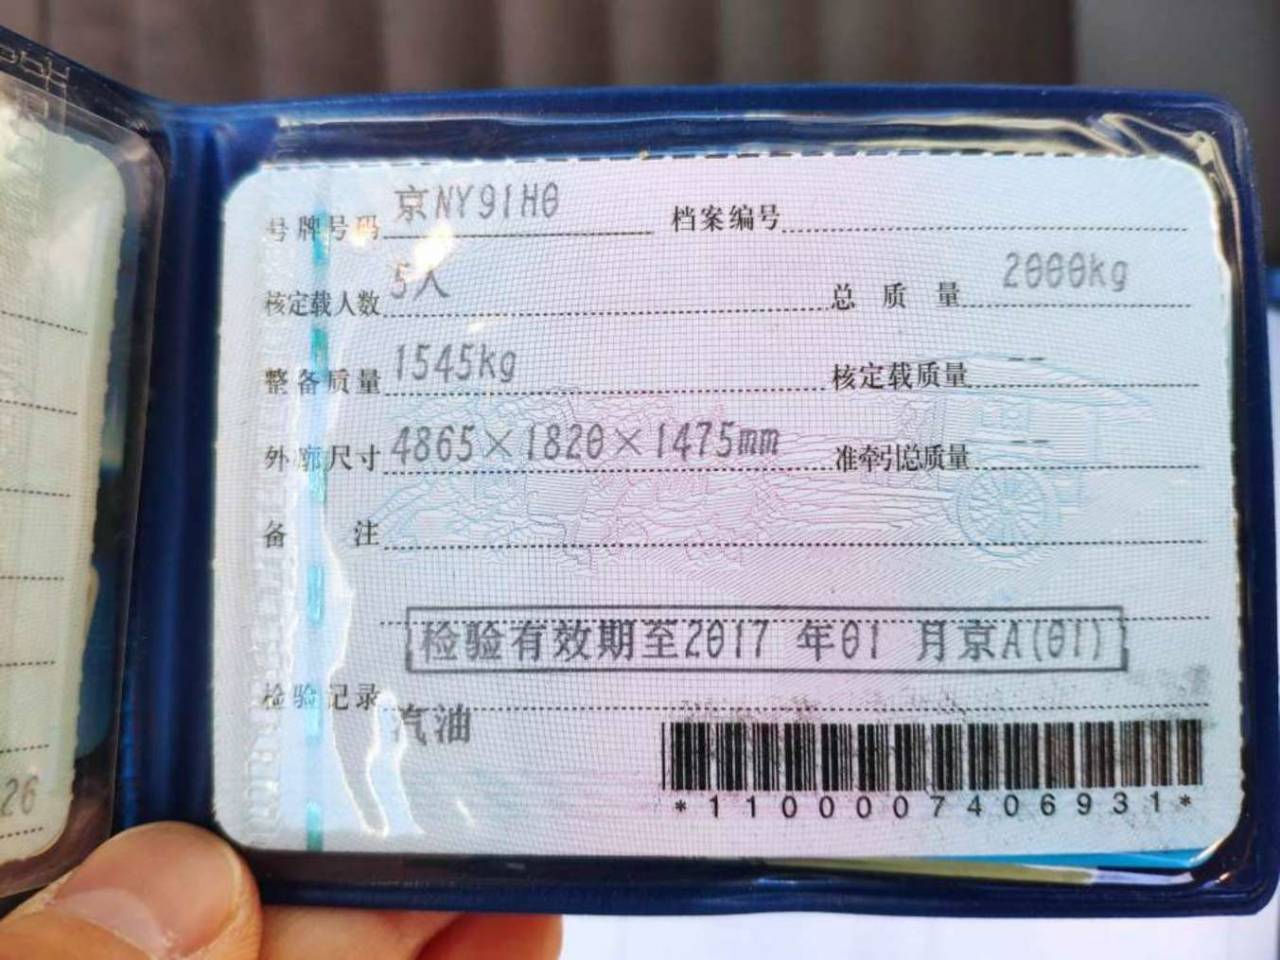 号牌号码 京NY91H0 档案编号
核定载人数 5人 总质量 2000kg
整备质量 1545kg 核定载质量 --
外廓尺寸 4865×1820×1475mm 准牵引总质量 --
备注
检验有效期至2017 年01 月京A(01)
检验记录
汽油
*1100007406931*
26